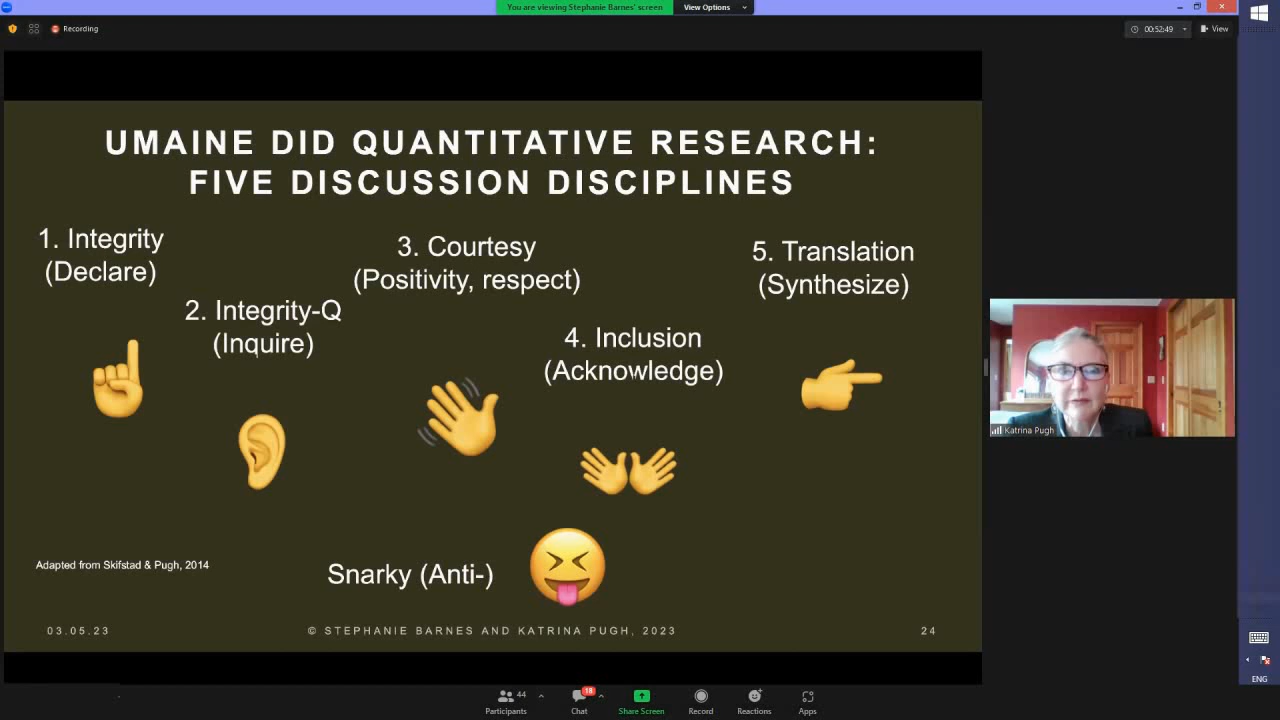 You are viewing Stephanie Barnes' screen
View Options
Recording
00:52:49
View
UMAINE DID QUANTITATIVE RESEARCH:
FIVE DISCUSSION DISCIPLINES
1. Integrity
(Declare)
2. Integrity-Q
(Inquire)
3. Courtesy
(Positivity, respect)
4. Inclusion
(Acknowledge)
5. Translation
(Synthesize)
Snarky (Anti-)
Adapted from Skifstad & Pugh, 2014
03.05.23
© STEPHANIE BARNES AND KATRINA PUGH, 2023
24
Katrina Pugh
44
Participants
18
Chat
Share Screen
Record
Reactions
Apps
ENG